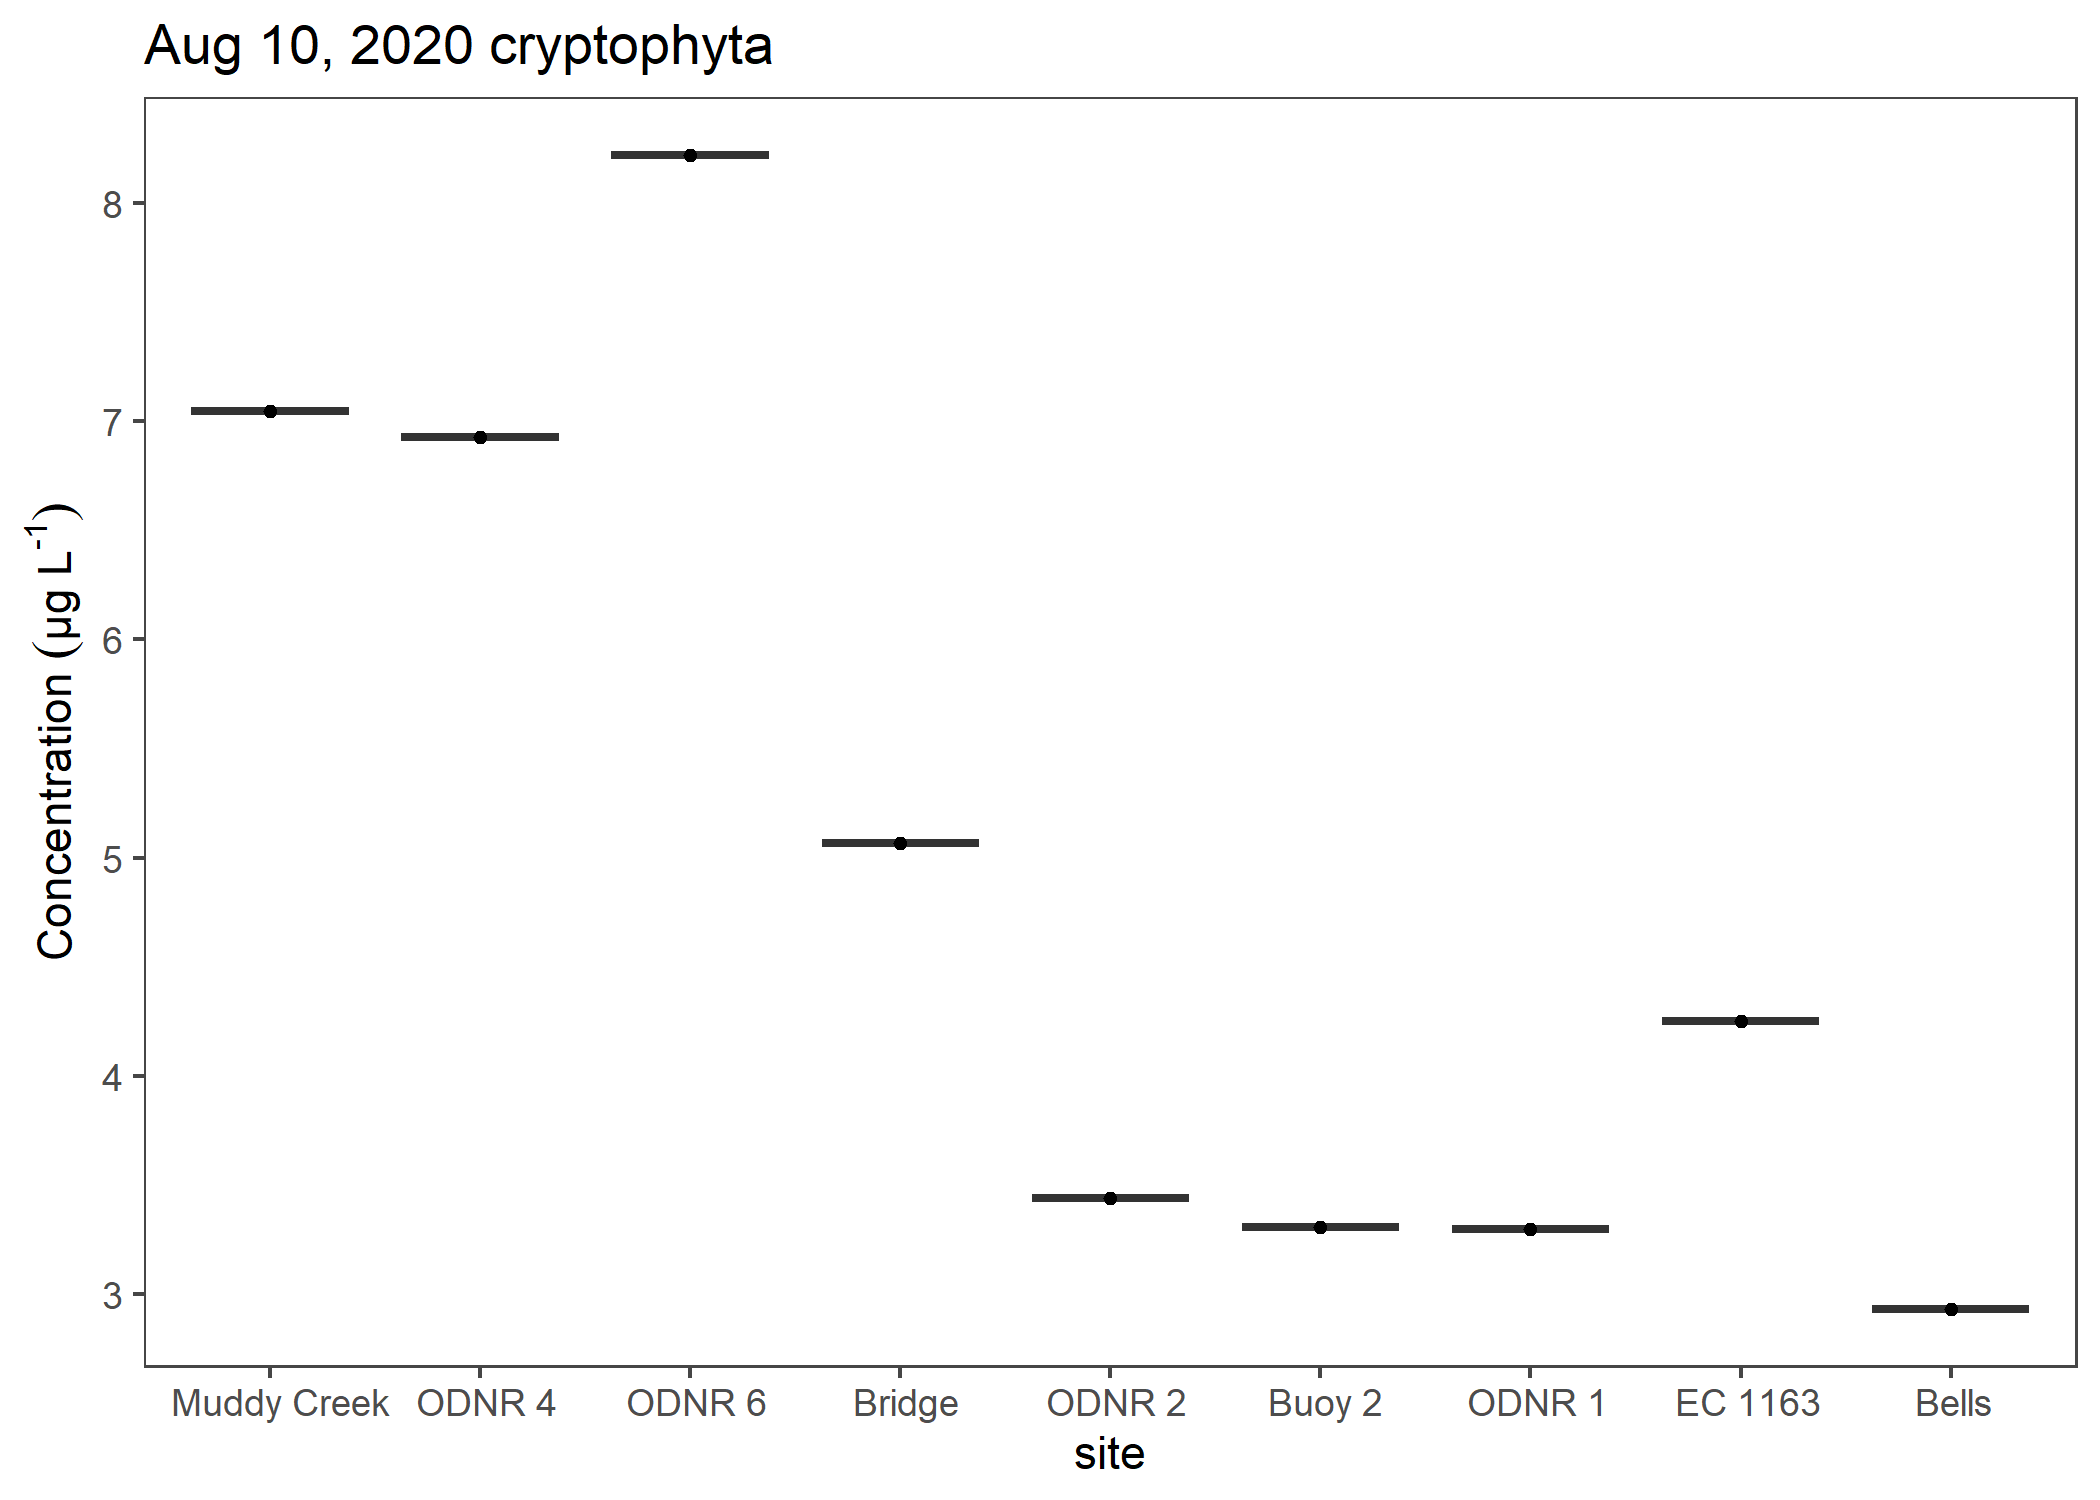 Aug 10, 2020 cryptophyta
Concentration (µg L⁻¹)
8
7
6
5
4
3
Muddy Creek ODNR 4 ODNR 6 Bridge ODNR 2 Buoy 2 ODNR 1 EC 1163 Bells
site